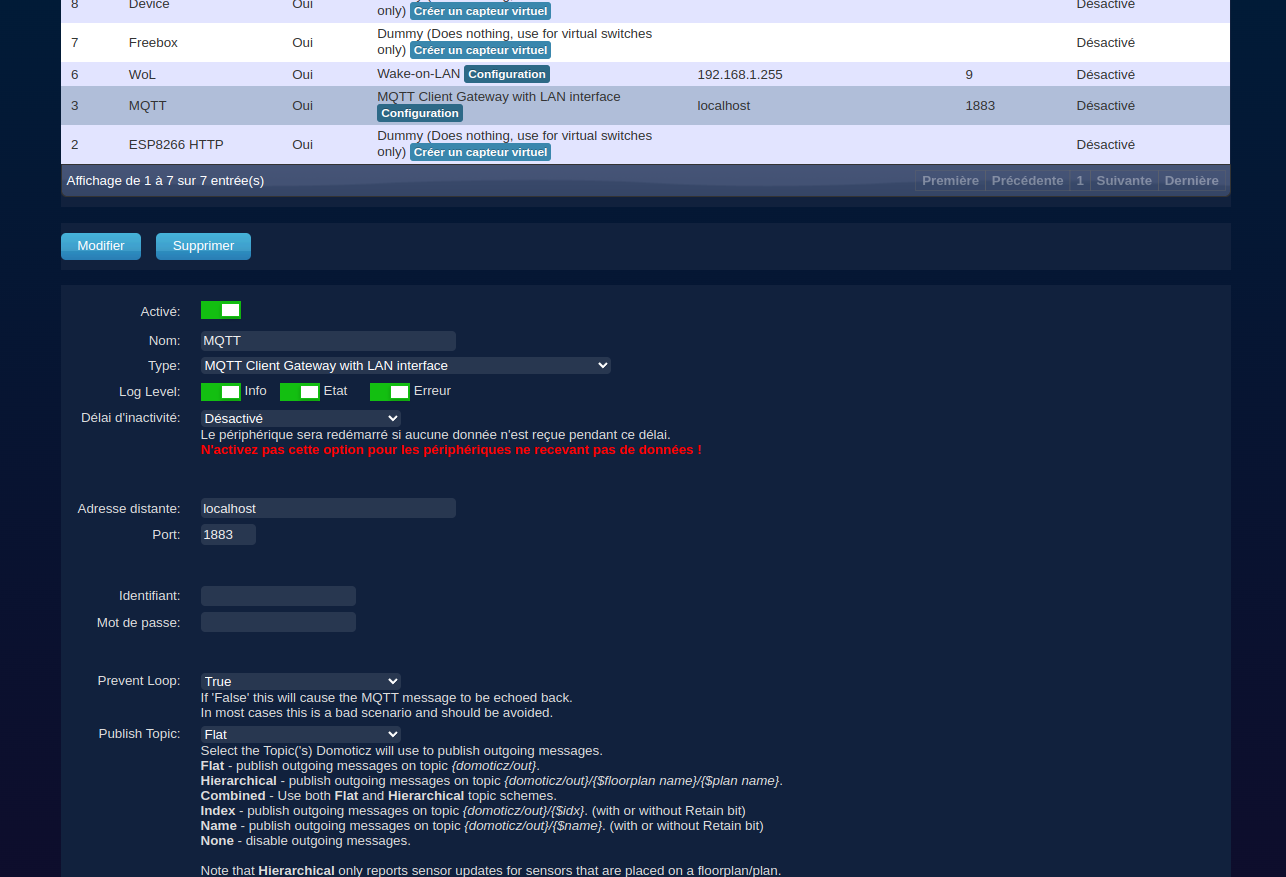 8 Device Oui only) Créer un capteur virtuel Désactivé
7 Freebox Oui Dummy (Does nothing, use for virtual switches only) Créer un capteur virtuel Désactivé
6 WoL Oui Wake-on-LAN Configuration 192.168.1.255 9 Désactivé
3 MQTT Oui MQTT Client Gateway with LAN interface Configuration localhost 1883 Désactivé
2 ESP8266 HTTP Oui Dummy (Does nothing, use for virtual switches only) Créer un capteur virtuel Désactivé
Affichage de 1 à 7 sur 7 entrée(s) Première Précédente 1 Suivante Dernière
Modifier Supprimer
Activé:
Nom: MQTT
Type: MQTT Client Gateway with LAN interface
Log Level: Info Etat Erreur
Délai d'inactivité: Désactivé
Le périphérique sera redémarré si aucune donnée n'est reçue pendant ce délai.
N'activez pas cette option pour les périphériques ne recevant pas de données !
Adresse distante: localhost
Port: 1883
Identifiant:
Mot de passe:
Prevent Loop: True
If 'False' this will cause the MQTT message to be echoed back.
In most cases this is a bad scenario and should be avoided.
Publish Topic: Flat
Select the Topic('s) Domoticz will use to publish outgoing messages.
Flat - publish outgoing messages on topic {domoticz/out}.
Hierarchical - publish outgoing messages on topic {domoticz/out}/{$floorplan name}/{$plan name}.
Combined - Use both Flat and Hierarchical topic schemes.
Index - publish outgoing messages on topic {domoticz/out}/{$idx}. (with or without Retain bit)
Name - publish outgoing messages on topic {domoticz/out}/{$name}. (with or without Retain bit)
None - disable outgoing messages.
Note that Hierarchical only reports sensor updates for sensors that are placed on a floorplan/plan.